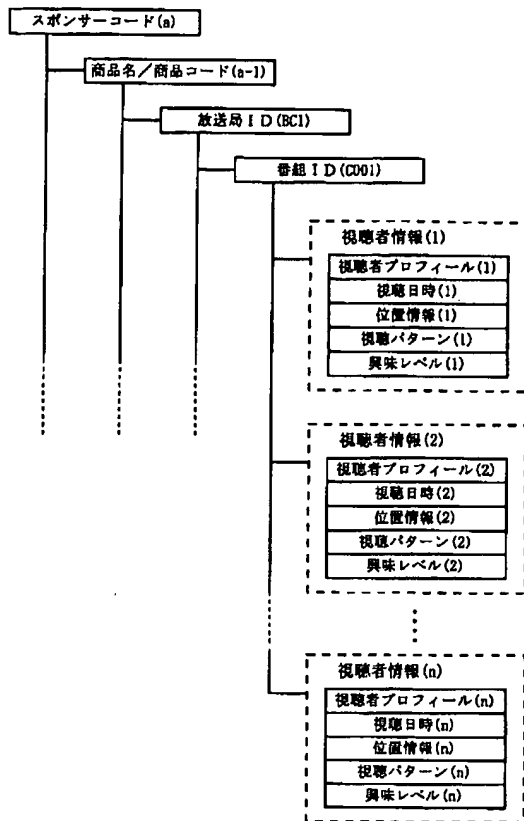 スポンサーコード(a)
商品名／商品コード(a-1)
放送局ＩＤ(BC1)
番組ＩＤ(C001)
視聴者情報(1)
視聴者プロフィール(1)
視聴日時(1)
位置情報(1)
視聴パターン(1)
興味レベル(1)
視聴者情報(2)
視聴者プロフィール(2)
視聴日時(2)
位置情報(2)
視聴パターン(2)
興味レベル(2)
視聴者情報(n)
視聴者プロフィール(n)
視聴日時(n)
位置情報(n)
視聴パターン(n)
興味レベル(n)